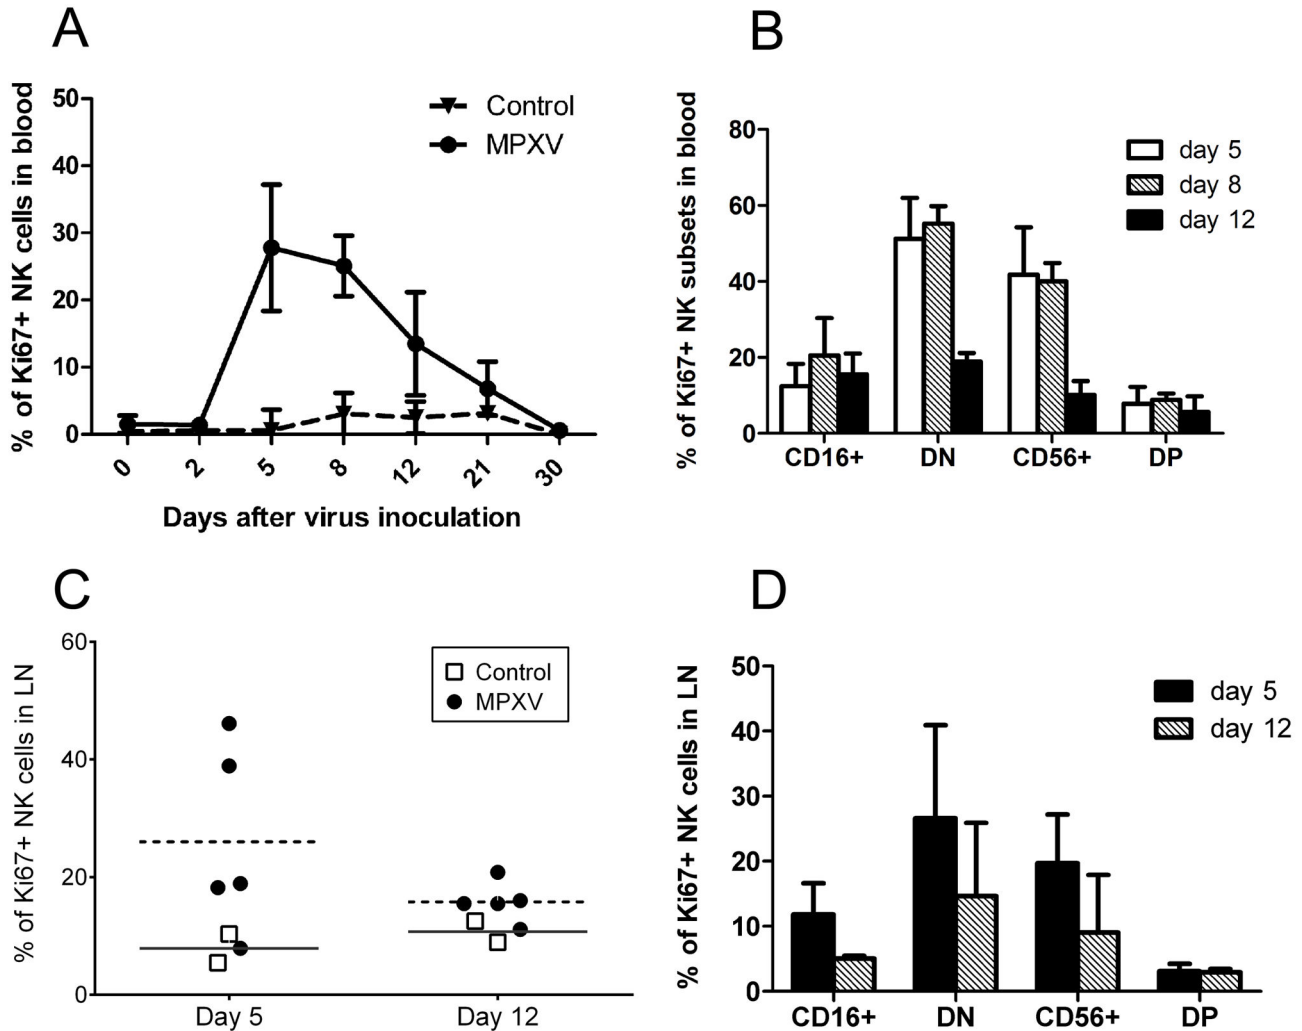 A
% of Ki67+ NK cells in blood
50
40
30
20
10
0
Control
MPXV
0 2 5 8 12 21 30
Days after virus inoculation
B
% of Ki67+ NK subsets in blood
80
60
40
20
0
day 5
day 8
day 12
CD16+ DN CD56+ DP
C
% of Ki67+ NK cells in LN
60
40
20
0
Control
MPXV
Day 5 Day 12
D
% of Ki67+ NK cells in LN
50
40
30
20
10
0
day 5
day 12
CD16+ DN CD56+ DP